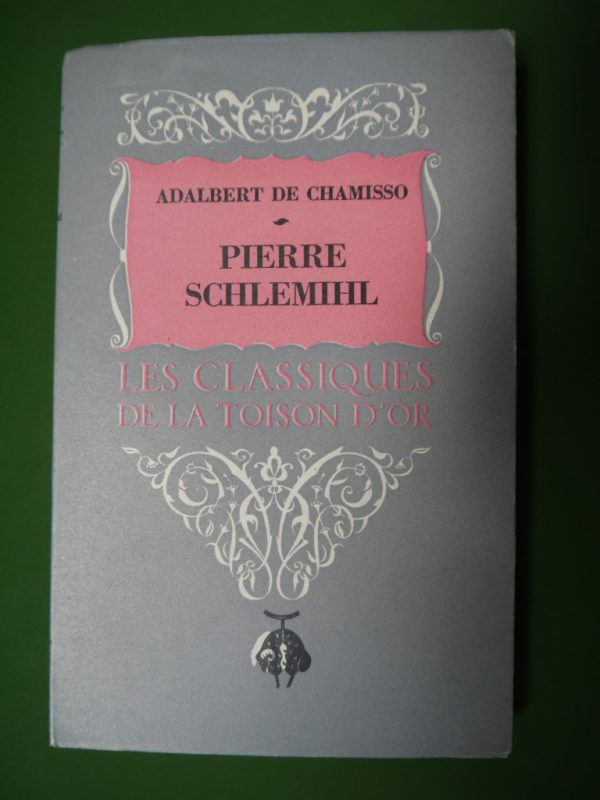 ADALBERT DE CHAMISSO
PIERRE
SCHLEMIHL
LES CLASSIQUES
DE LA TOISON D'OR